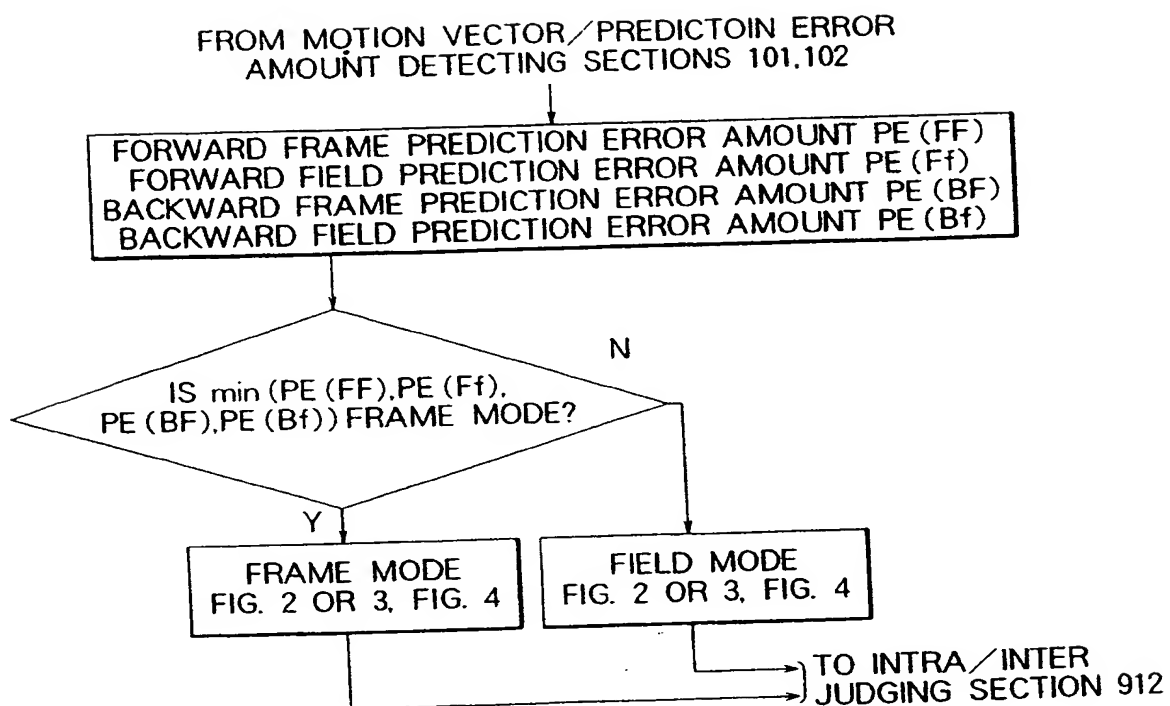 FROM MOTION VECTOR/PREDICTOIN ERROR
AMOUNT DETECTING SECTIONS 101.102
FORWARD FRAME PREDICTION ERROR AMOUNT PE(FF)
FORWARD FIELD PREDICTION ERROR AMOUNT PE(Ff)
BACKWARD FRAME PREDICTION ERROR AMOUNT PE(BF)
BACKWARD FIELD PREDICTION ERROR AMOUNT PE(Bf)
IS min(PE(FF),PE(Ff),
PE(BF),PE(Bf))FRAME MODE?
N
Y
FRAME MODE
FIG. 2 OR 3, FIG. 4
FIELD MODE
FIG. 2 OR 3, FIG. 4
TO INTRA/INTER
JUDGING SECTION 912